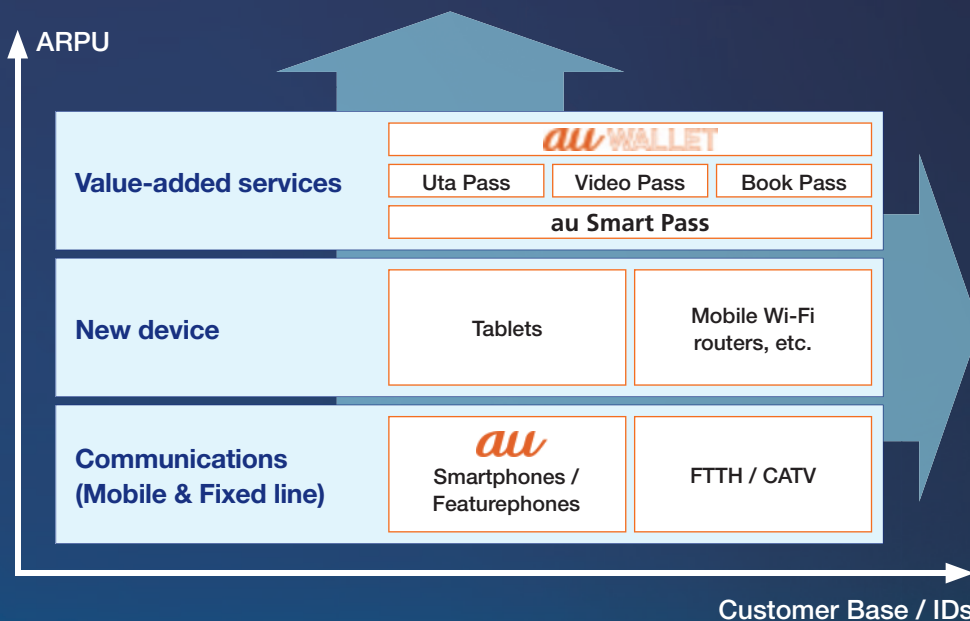 ARPU
Value-added services
au WALLET
Uta Pass
Video Pass
Book Pass
au Smart Pass
New device
Tablets
Mobile Wi-Fi
routers, etc.
Communications
(Mobile & Fixed line)
au
Smartphones /
Featurephones
FTTH / CATV
Customer Base / IDs